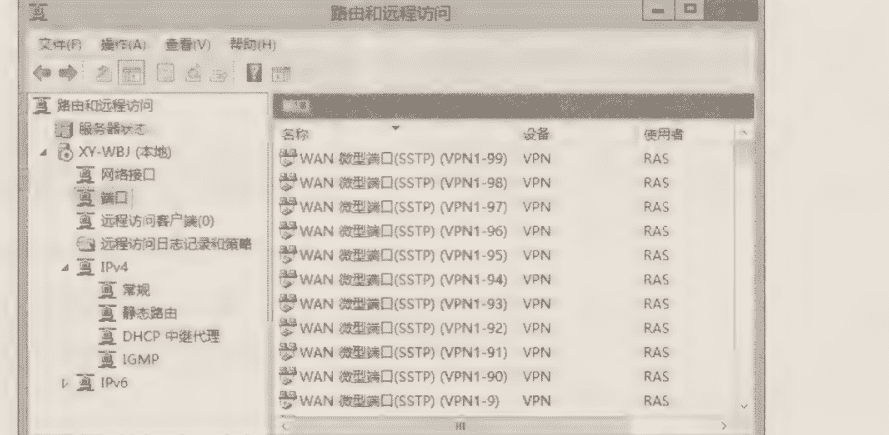 路由和远程访问
文件(F) 操作(A) 查看(V) 帮助(H)
路由和远程访问
服务器状态
XY-WBJ (本地)
网络接口
端口
远程访问客户端(0)
远程访问日志记录和策略
IPv4
常规
静态路由
DHCP 中继代理
IGMP
IPv6
名称 设备 使用者
WAN 微型端口(SSTP) (VPN1-99) VPN RAS
WAN 微型端口(SSTP) (VPN1-98) VPN RAS
WAN 微型端口(SSTP) (VPN1-97) VPN RAS
WAN 微型端口(SSTP) (VPN1-96) VPN RAS
WAN 微型端口(SSTP) (VPN1-95) VPN RAS
WAN 微型端口(SSTP) (VPN1-94) VPN RAS
WAN 微型端口(SSTP) (VPN1-93) VPN RAS
WAN 微型端口(SSTP) (VPN1-92) VPN RAS
WAN 微型端口(SSTP) (VPN1-91) VPN RAS
WAN 微型端口(SSTP) (VPN1-90) VPN RAS
WAN 微型端口(SSTP) (VPN1-9) VPN RAS